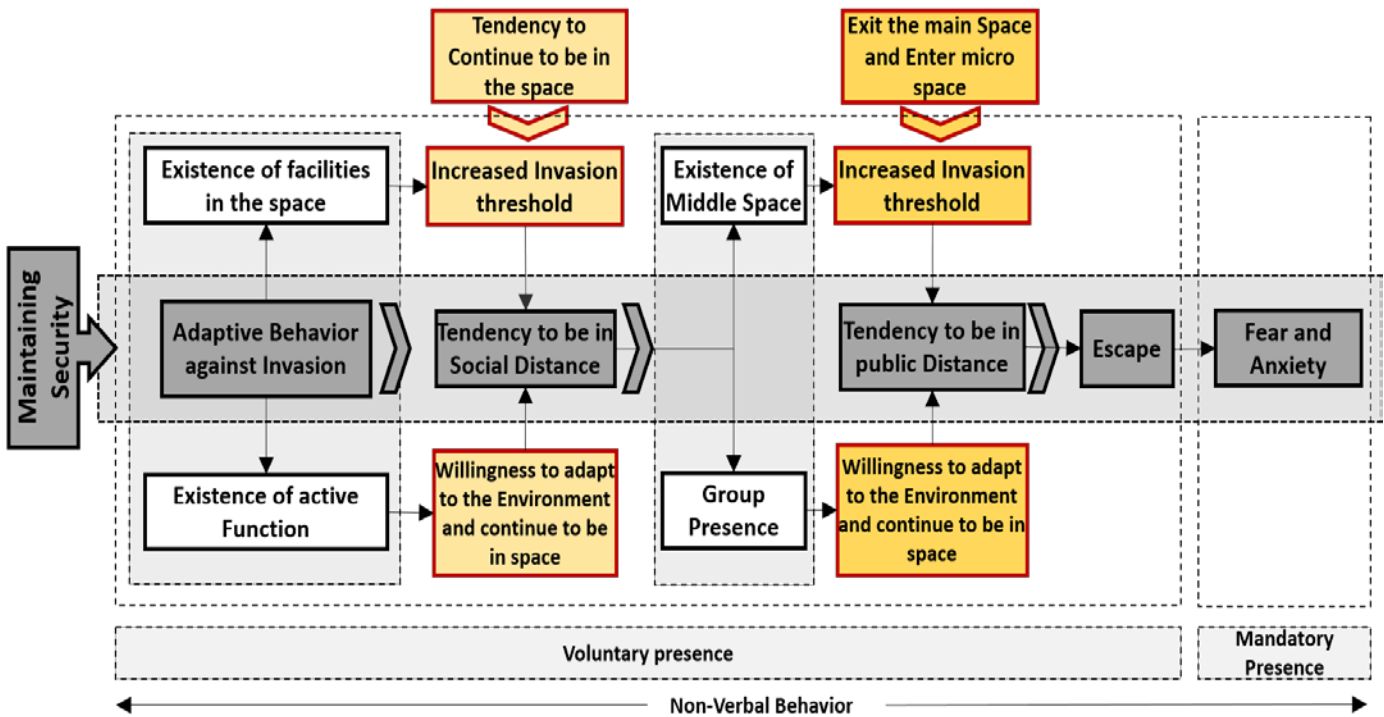 Tendency to
Continue to be in
the space
Exit the main Space
and Enter micro
space
Existence of facilities
in the space
Increased Invasion
threshold
Existence of
Middle Space
Increased Invasion
threshold
Maintaining
Security
Adaptive Behavior
against Invasion
Tendency to be in
Social Distance
Tendency to be in
public Distance
Escape
Fear and
Anxiety
Existence of active
Function
Willingness to adapt
to the Environment
and continue to be
in space
Group
Presence
Willingness to adapt
to the Environment
and continue to be in
space
Voluntary presence
Mandatory
Presence
Non-Verbal Behavior